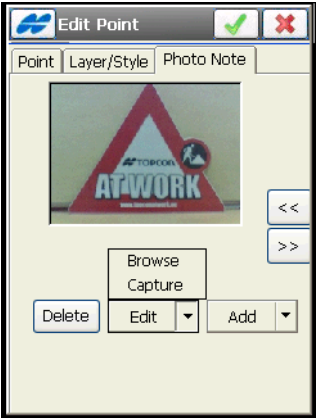 Edit Point
Point Layer/Style Photo Note
TOPCON
AT WORK
<<
>>
Browse
Capture
Delete Edit Add